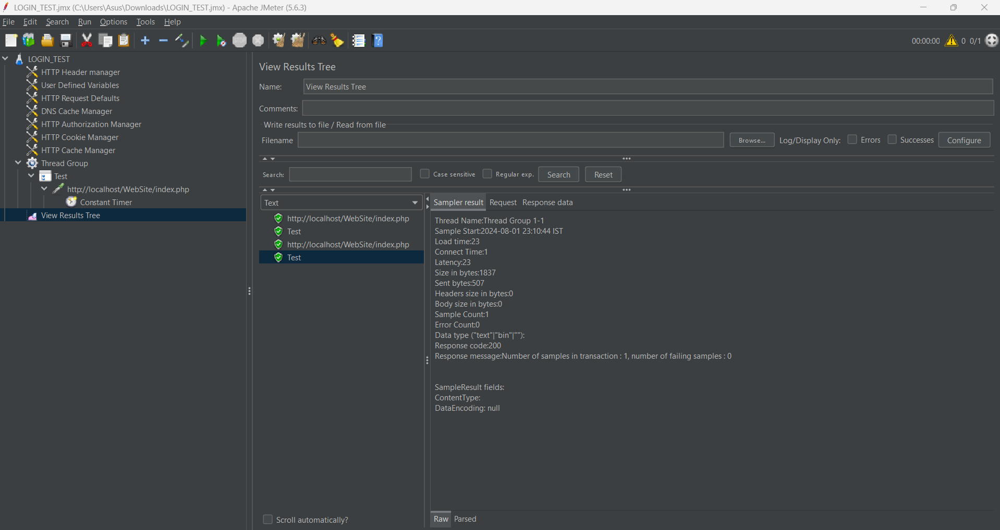 LOGIN_TEST.jmx (C:\Users\Asus\Downloads\LOGIN_TEST.jmx) - Apache JMeter (5.6.3)
File Edit Search Run Options Tools Help
STOP
00:00:00 0 0/1
LOGIN_TEST
HTTP Header manager
User Defined Variables
HTTP Request Defaults
DNS Cache Manager
HTTP Authorization Manager
HTTP Cookie Manager
HTTP Cache Manager
Thread Group
Test
http://localhost/WebSite/index.php
Constant Timer
View Results Tree
View Results Tree
Name: View Results Tree
Comments:
Write results to file / Read from file
Filename Browse... Log/Display Only: Errors Successes Configure
Search: Case sensitive Regular exp. Search Reset
Text
http://localhost/WebSite/index.php
Test
http://localhost/WebSite/index.php
Test
Scroll automatically?
Sampler result Request Response data
Thread Name:Thread Group 1-1
Sample Start:2024-08-01 23:10:44 IST
Load time:23
Connect Time:1
Latency:23
Size in bytes:1837
Sent bytes:507
Headers size in bytes:0
Body size in bytes:0
Sample Count:1
Error Count:0
Data type ("text"|"bin"|""):
Response code:200
Response message:Number of samples in transaction : 1, number of failing samples : 0
SampleResult fields:
ContentType:
DataEncoding: null
Raw Parsed